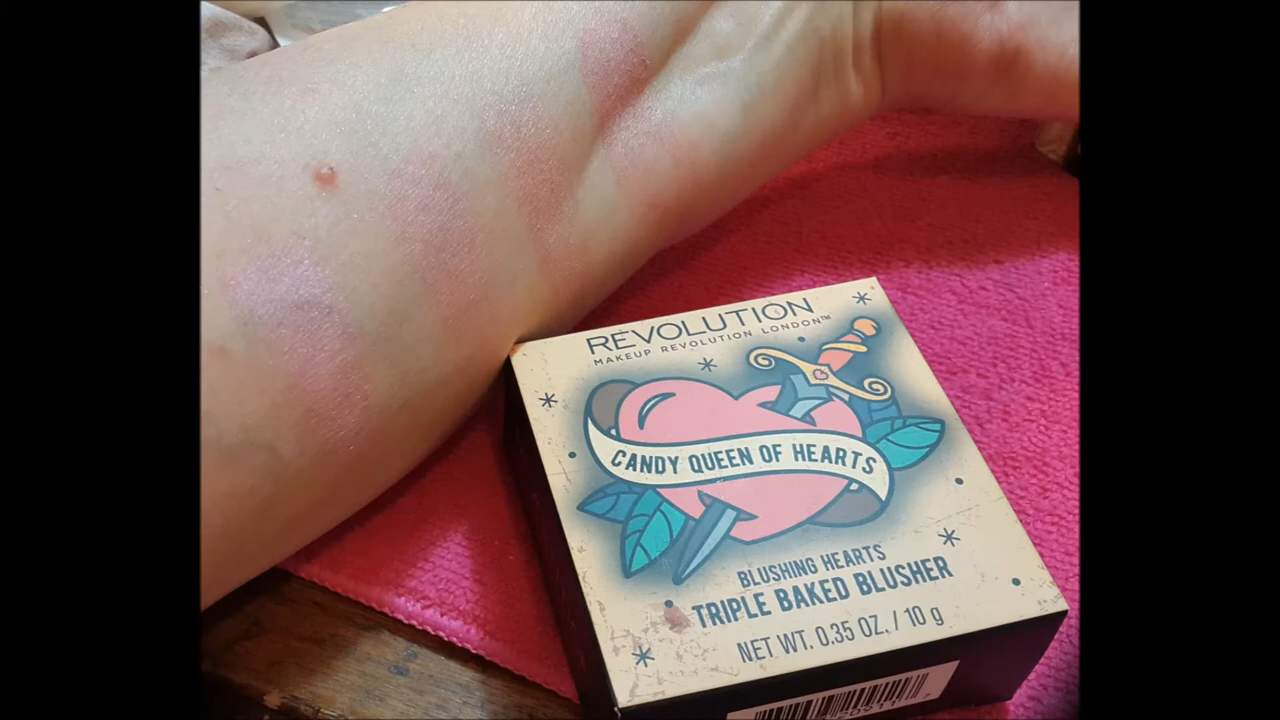 REVOLUTION
MAKEUP REVOLUTION LONDON™
CANDY QUEEN OF HEARTS
BLUSHING HEARTS
TRIPLE BAKED BLUSHER
NET WT. 0.35 OZ. / 10 g